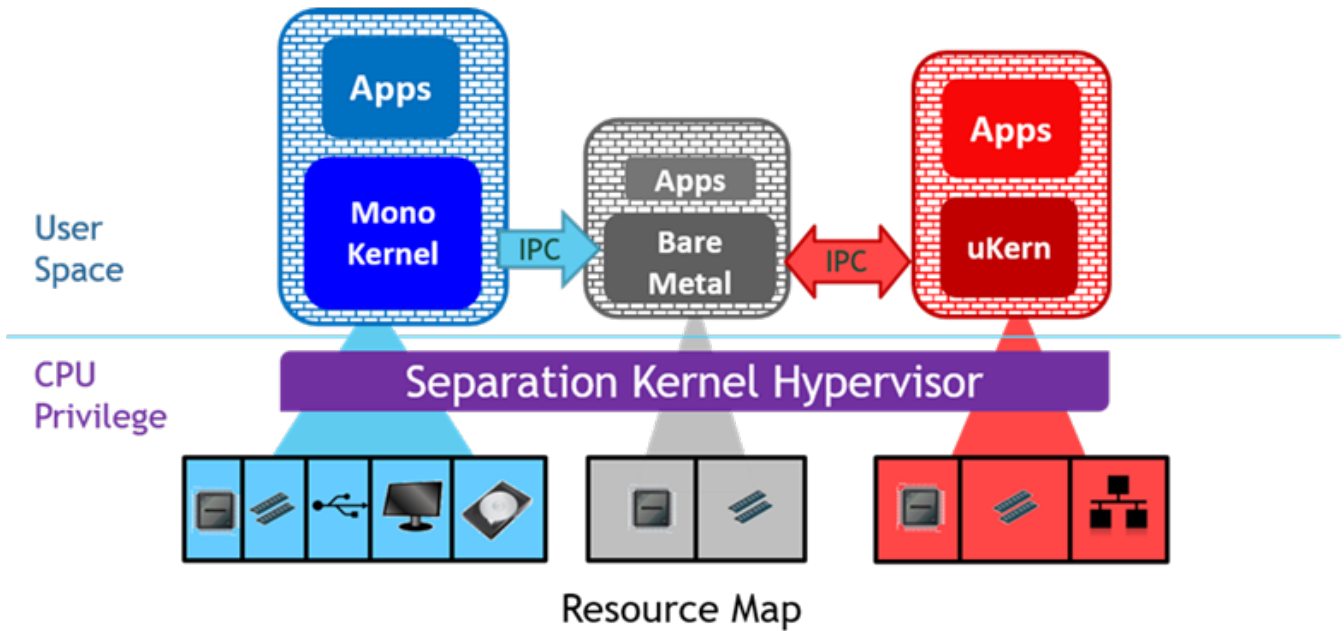 Apps
Mono
Kernel
IPC
Apps
Bare
Metal
IPC
Apps
uKern
User
Space
CPU
Privilege
Separation Kernel Hypervisor
Resource Map